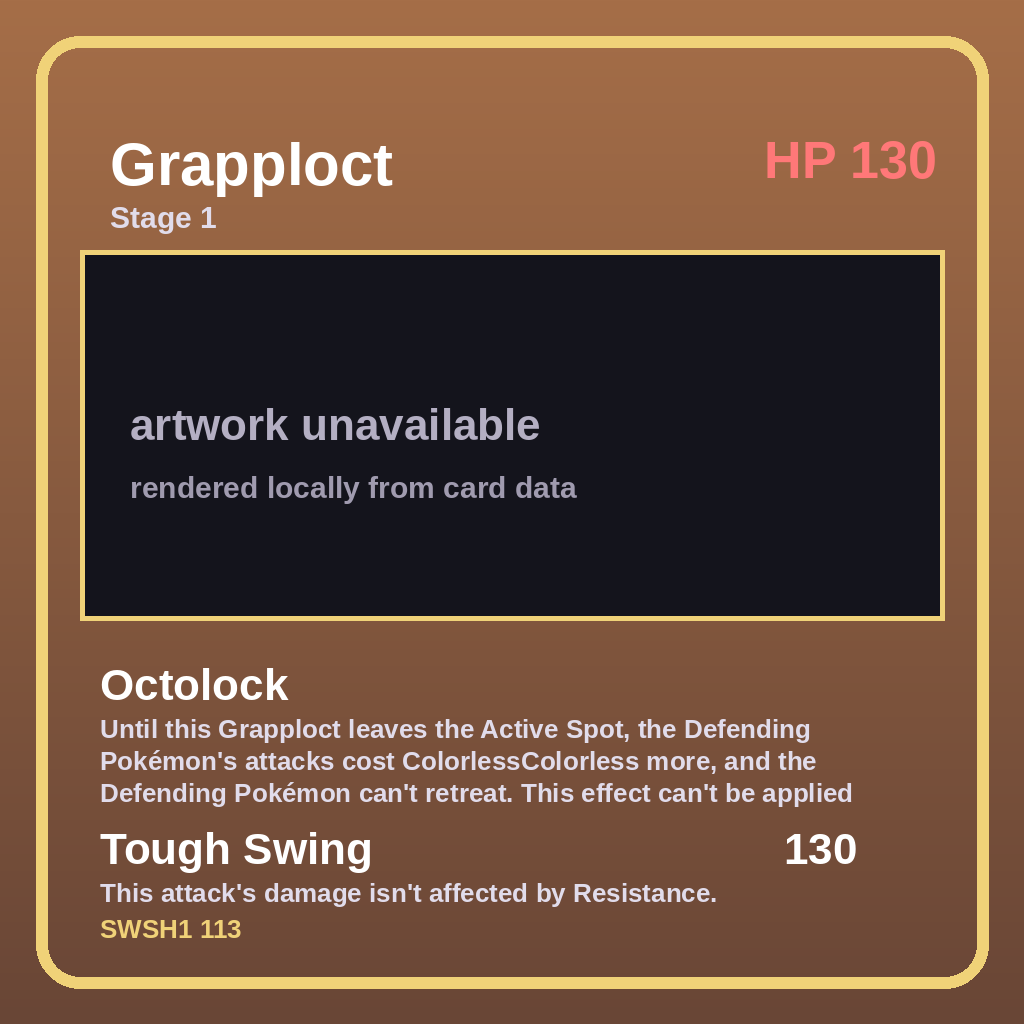 Grapploct
HP 130
Stage 1
artwork unavailable
rendered locally from card data
Octolock
Until this Grapploct leaves the Active Spot, the Defending
Pokémon's attacks cost ColorlessColorless more, and the
Defending Pokémon can't retreat. This effect can't be applied
Tough Swing 130
This attack's damage isn't affected by Resistance.
SWSH1 113